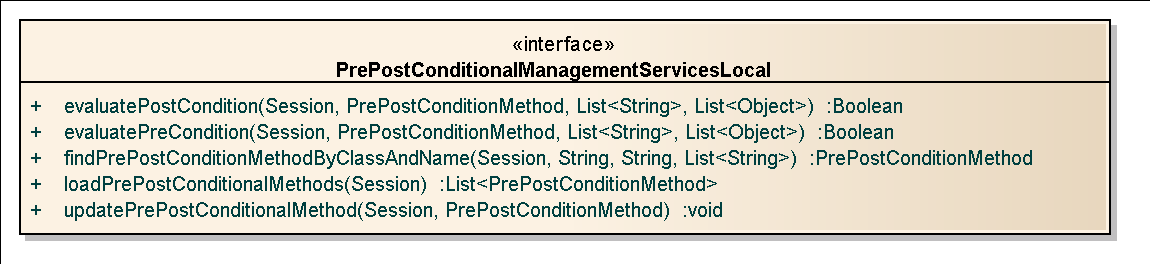 «interface»
PrePostConditionalManagementServicesLocal
+ evaluatePostCondition(Session, PrePostConditionMethod, List<String>, List<Object>) :Boolean
+ evaluatePreCondition(Session, PrePostConditionMethod, List<String>, List<Object>) :Boolean
+ findPrePostConditionMethodByClassAndName(Session, String, String, List<String>) :PrePostConditionMethod
+ loadPrePostConditionalMethods(Session) :List<PrePostConditionMethod>
+ updatePrePostConditionalMethod(Session, PrePostConditionMethod) :void